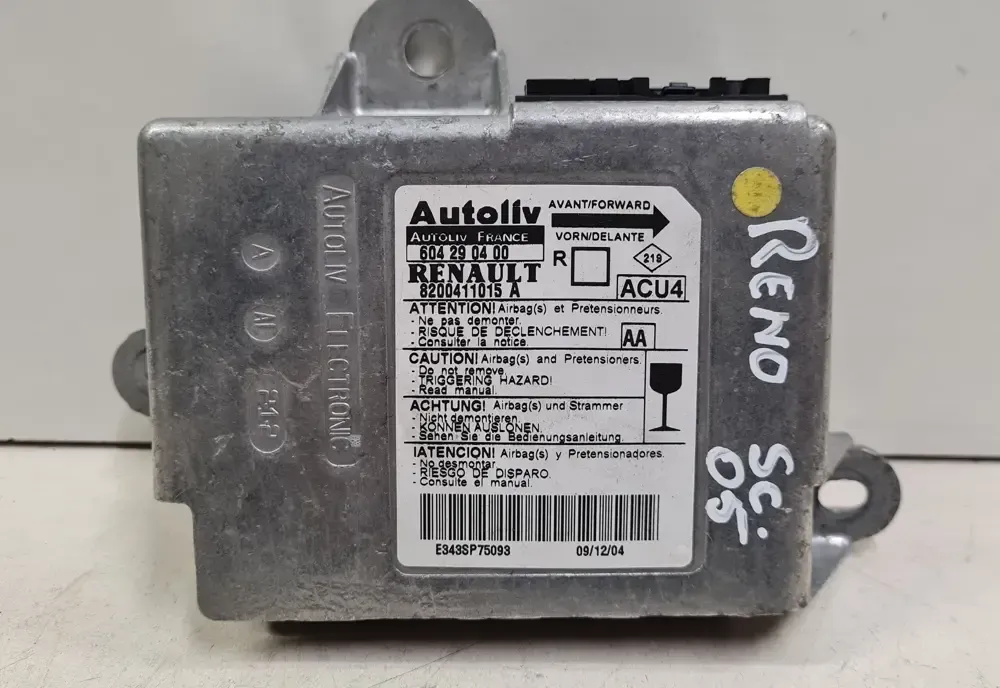 Autoliv
AVANT/FORWARD
AUTOLIV FRANCE
VORN/DELANTE
604 29 04 00
R
219
RENAULT
8200411015 A
ACU4
ATTENTION! Airbag(s) et Pretensionneurs.
- Ne pas demonter.
- RISQUE DE DECLENCHEMENT!
- Consulter la notice.
AA
CAUTION! Airbag(s) and Pretensioners.
- Do not remove.
- TRIGGERING HAZARD!
- Read manual.
ACHTUNG! Airbag(s) und Strammer
- Nicht demontieren.
- KONNEN AUSLONEN.
- Sehen Sie die Bedienungsanleitung.
IATENCION! Airbag(s) y Pretensionadores.
- No desmontar
- RIESGO DE DISPARO.
- Consulte el manual.
E343SP75093
09/12/04
RENO SC.
05
AUTOLIV ELECTRONIC
A
AL